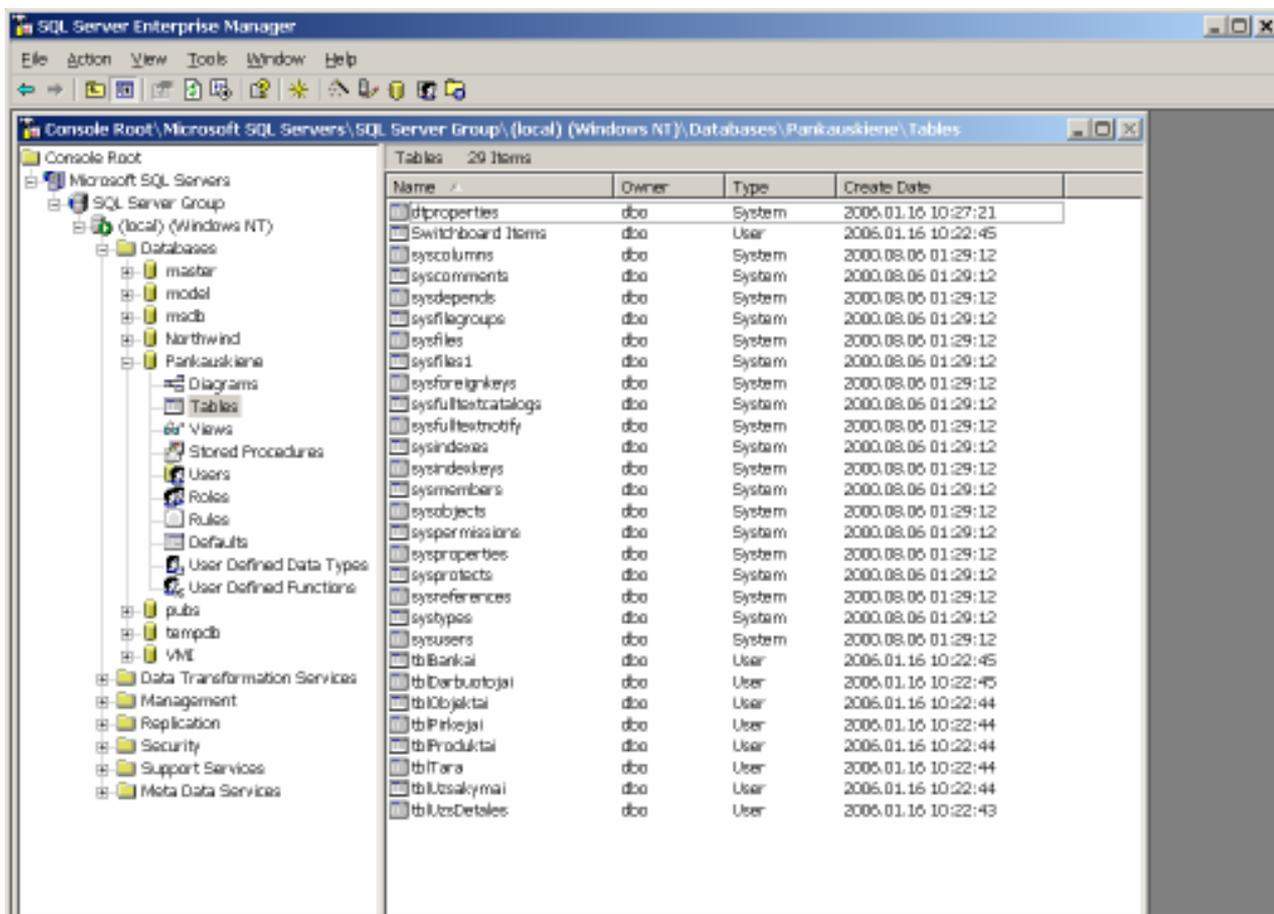 SQL Server Enterprise Manager
File Action View Tools Window Help
Console Root\Microsoft SQL Servers\SQL Server Group\(local) (Windows NT)\Databases\Pankauskiene\Tables
Console Root
Microsoft SQL Servers
SQL Server Group
(local) (Windows NT)
Databases
master
model
msdb
Northwind
Pankauskiene
Diagrams
Tables
Views
Stored Procedures
Users
Roles
Rules
Defaults
User Defined Data Types
User Defined Functions
pubs
tempdb
VMI
Data Transformation Services
Management
Replication
Security
Support Services
Meta Data Services
Tables 29 Items
Name Owner Type Create Date
dtproperties dbo System 2006.01.16 10:27:21
Switchboard Items dbo User 2006.01.16 10:22:45
syscolumns dbo System 2000.08.06 01:29:12
syscomments dbo System 2000.08.06 01:29:12
sysdepends dbo System 2000.08.06 01:29:12
sysfilegroups dbo System 2000.08.06 01:29:12
sysfiles dbo System 2000.08.06 01:29:12
sysfiles1 dbo System 2000.08.06 01:29:12
sysforeignkeys dbo System 2000.08.06 01:29:12
sysfulltextcatalogs dbo System 2000.08.06 01:29:12
sysfulltextnotify dbo System 2000.08.06 01:29:12
sysindexes dbo System 2000.08.06 01:29:12
sysindexkeys dbo System 2000.08.06 01:29:12
sysmembers dbo System 2000.08.06 01:29:12
sysobjects dbo System 2000.08.06 01:29:12
syspermissions dbo System 2000.08.06 01:29:12
sysproperties dbo System 2000.08.06 01:29:12
sysprotects dbo System 2000.08.06 01:29:12
sysreferences dbo System 2000.08.06 01:29:12
systypes dbo System 2000.08.06 01:29:12
sysusers dbo System 2000.08.06 01:29:12
tblBankai dbo User 2006.01.16 10:22:45
tblDarbuotojai dbo User 2006.01.16 10:22:45
tblObjektai dbo User 2006.01.16 10:22:44
tblPirkejai dbo User 2006.01.16 10:22:44
tblProduktai dbo User 2006.01.16 10:22:44
tblTara dbo User 2006.01.16 10:22:44
tblUzsakymai dbo User 2006.01.16 10:22:44
tblUzsDetales dbo User 2006.01.16 10:22:43